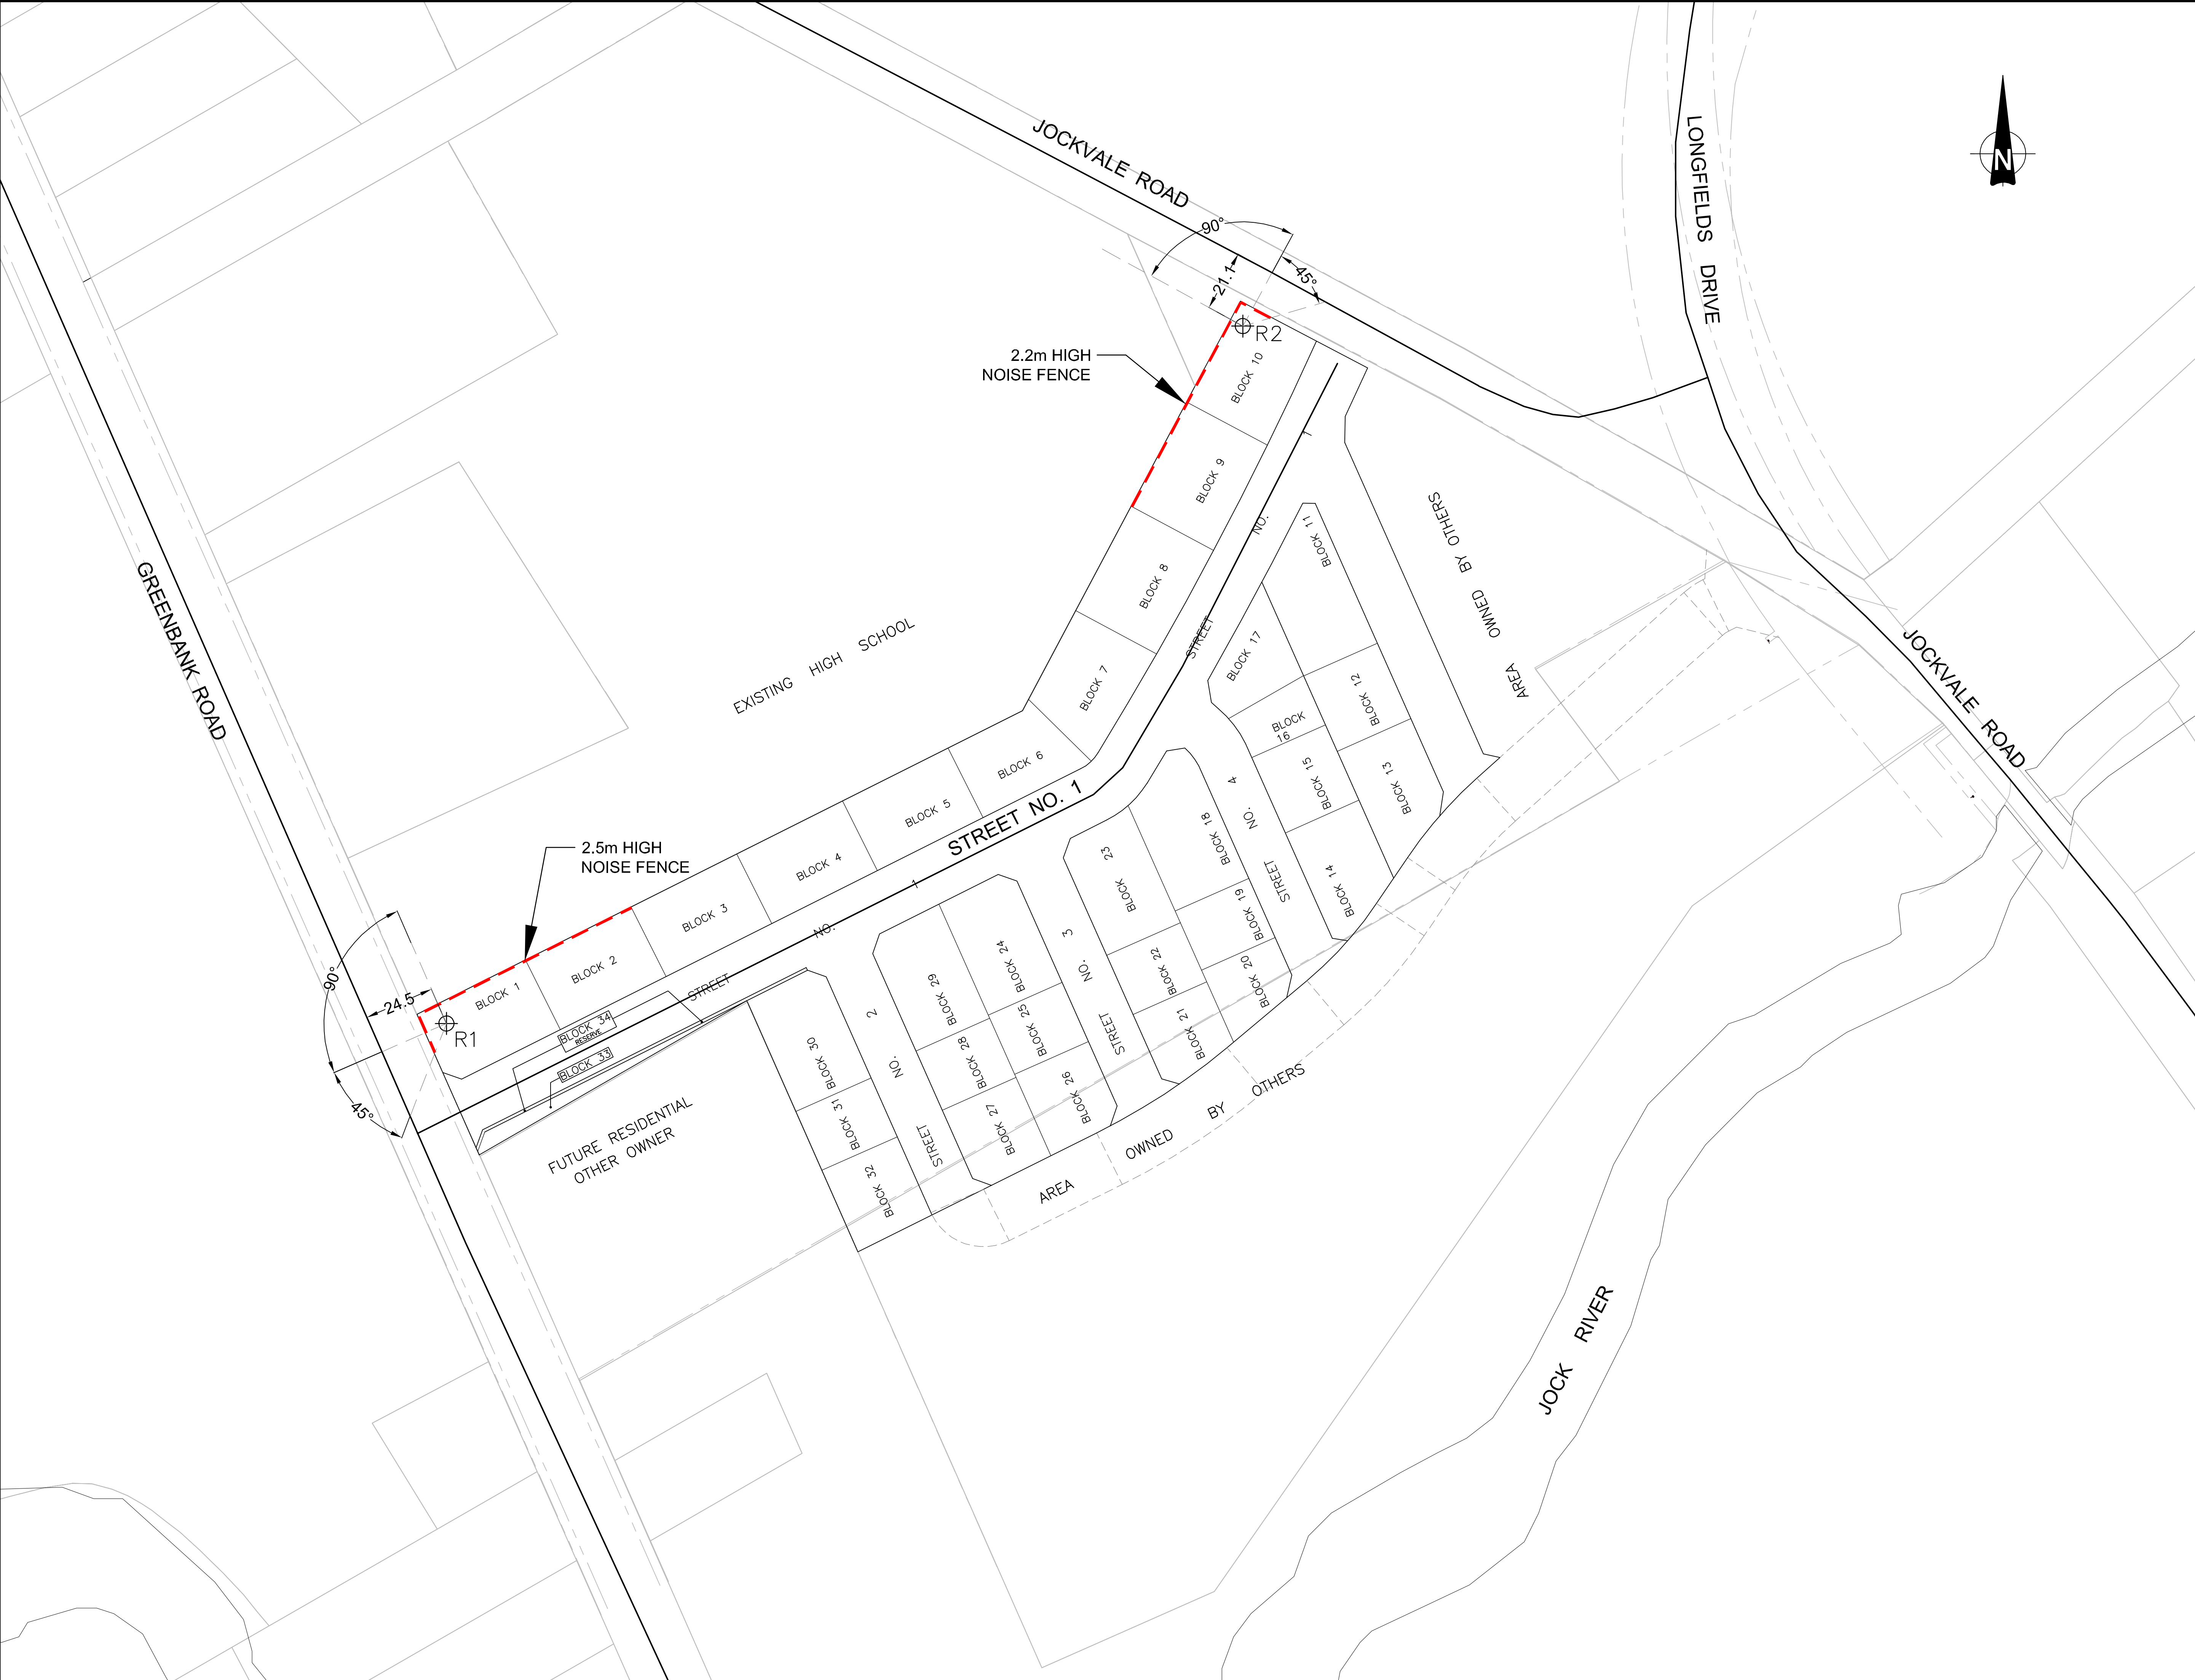 JOCKVALE ROAD
LONGFIELDS DRIVE
N
90°
45°
21.1
R2
2.2m HIGH
NOISE FENCE
BLOCK 10
BLOCK 9
BLOCK 8
BLOCK 7
BLOCK 6
BLOCK 5
BLOCK 4
BLOCK 3
BLOCK 2
BLOCK 1
STREET NO. 1
AREA OWNED BY OTHERS
GREENBANK ROAD
EXISTING HIGH SCHOOL
JOCKVALE ROAD
BLOCK 11
BLOCK 17
BLOCK 12
BLOCK
16
BLOCK 15
BLOCK 13
BLOCK 14
STREET NO. 1
STREET NO. 4
BLOCK 18
BLOCK 19
BLOCK 20
BLOCK 23
BLOCK 22
BLOCK 21
STREET NO. 3
2.5m HIGH
NOISE FENCE
90°
24.5
45°
R1
STREET NO. 1
BLOCK 34
RESERVE
BLOCK 33
BLOCK 24
BLOCK 25
BLOCK 26
BLOCK 29
BLOCK 28
BLOCK 27
STREET NO. 2
BLOCK 30
BLOCK 31
BLOCK 32
FUTURE RESIDENTIAL
OTHER OWNER
AREA OWNED BY OTHERS
JOCK RIVER